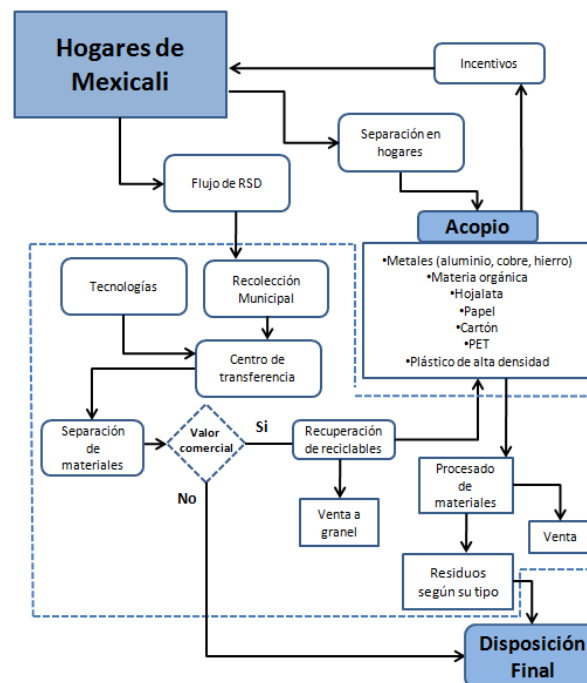 Hogares de
Mexicali
Incentivos
Separación en
hogares
Flujo de RSD
Acopio
•Metales (aluminio, cobre, hierro)
•Materia orgánica
•Hojalata
•Papel
•Cartón
•PET
•Plástico de alta densidad
Tecnologías
Recolección
Municipal
Centro de
transferencia
Separación
de
materiales
Valor
comercial
Si
No
Recuperación
de reciclables
Venta a
granel
Procesado
de
materiales
Venta
Residuos
según su tipo
Disposición
Final